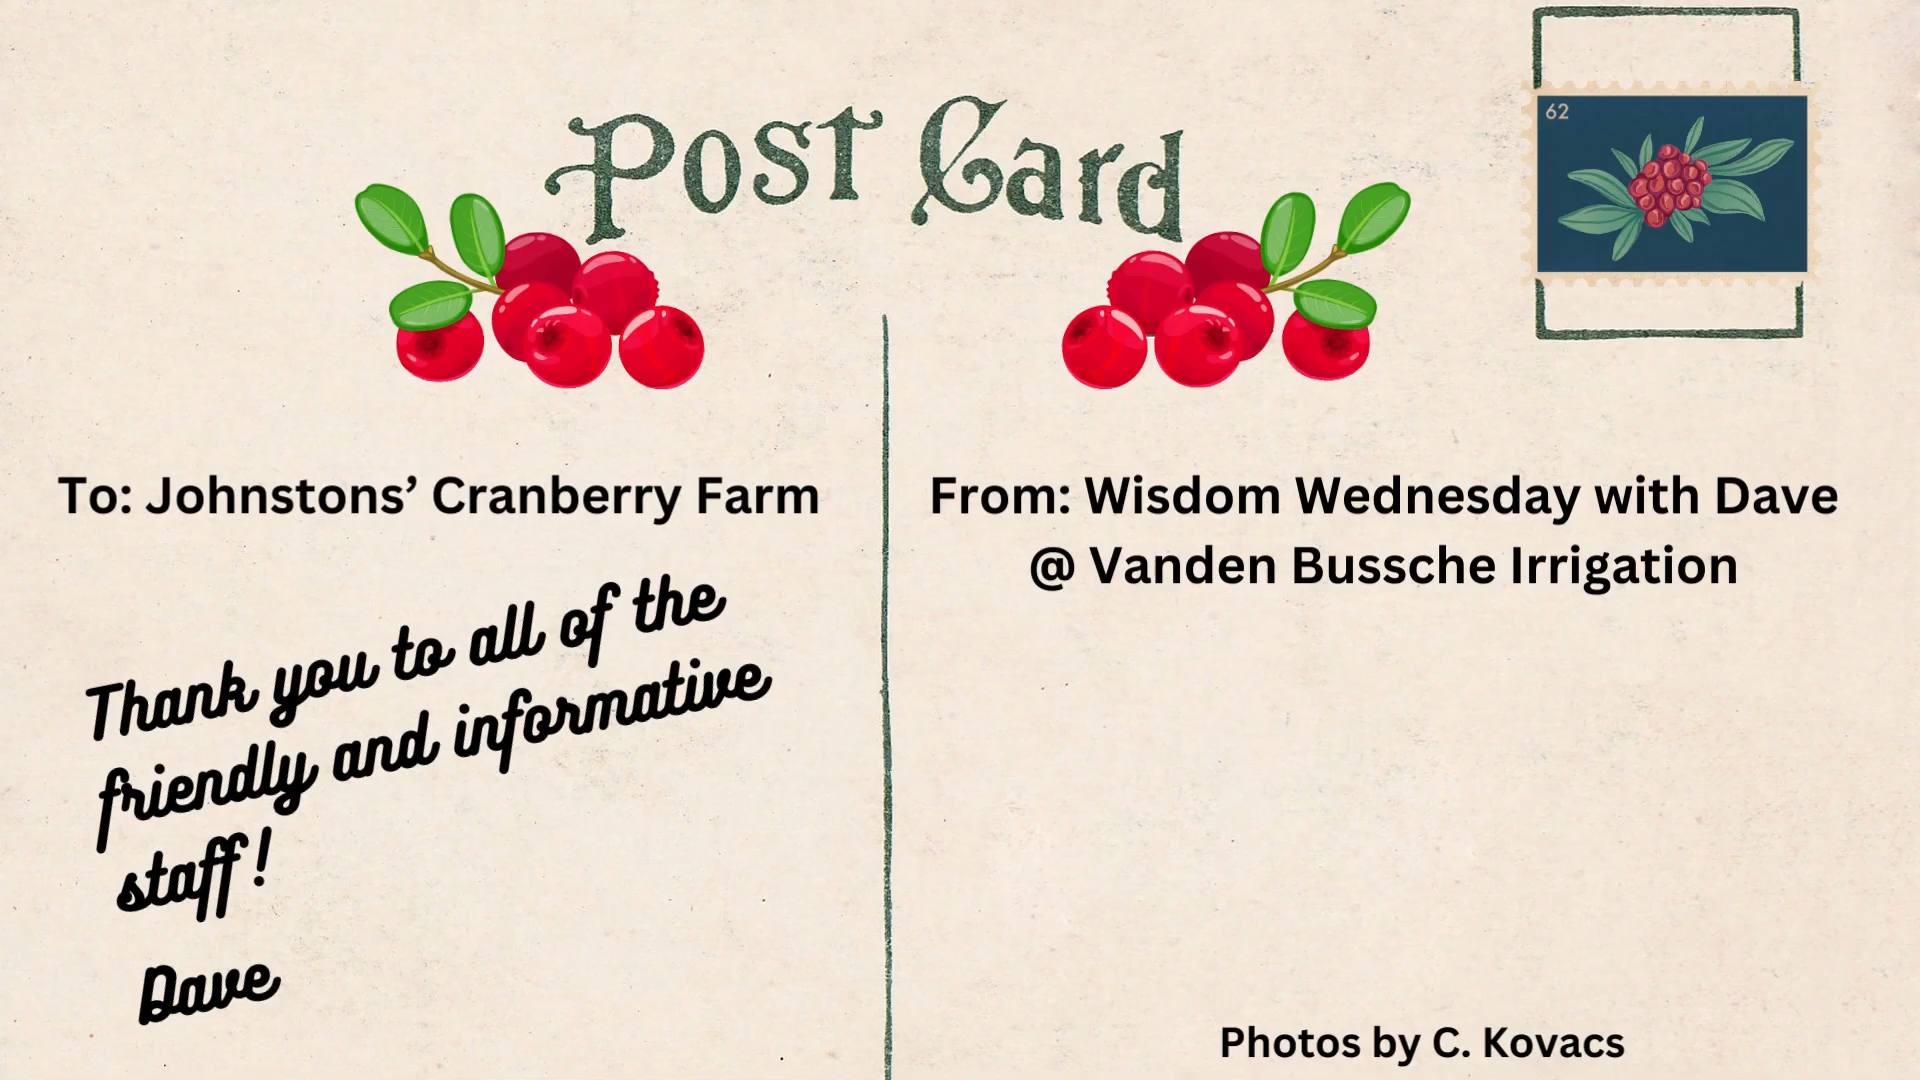 Post Card
62
To: Johnstons’ Cranberry Farm
Thank you to all of the
friendly and informative
staff!
Dave
From: Wisdom Wednesday with Dave
@ Vanden Bussche Irrigation
Photos by C. Kovacs